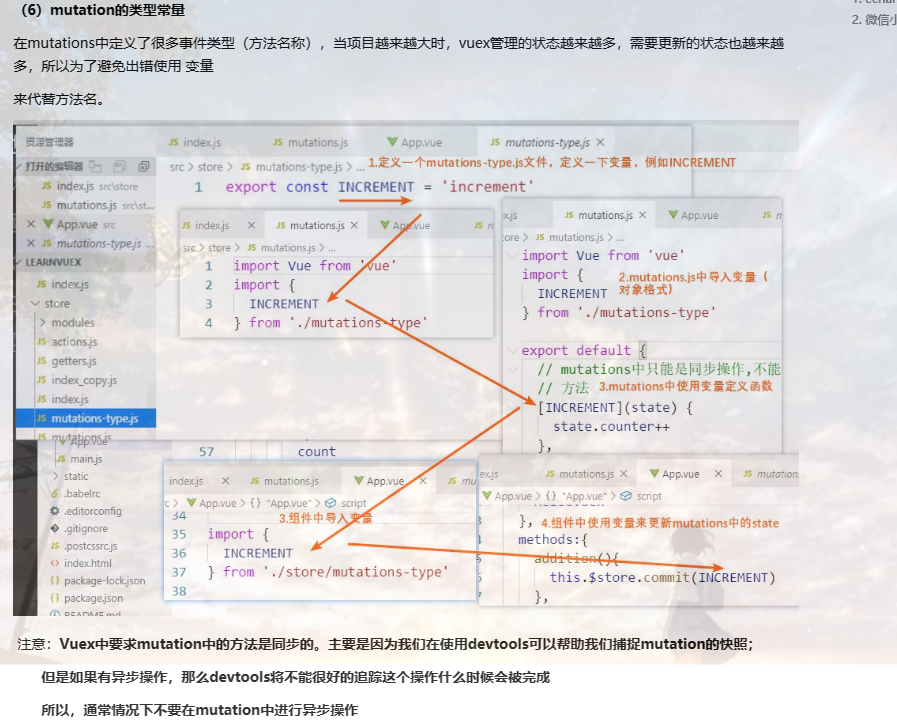 （6）mutation的类型常量
1. echar
2. 微信小
在mutations中定义了很多事件类型（方法名称），当项目越来越大时，vuex管理的状态越来越多，需要更新的状态也越来越
多，所以为了避免出错使用 变量
来代替方法名。
资源管理器
打开的编辑器
index.js src\store
mutations.js src\st...
App.vue src
mutations-type.js ...
LEARNVUEX
index.js
store
modules
actions.js
getters.js
index_copy.js
index.js
mutations-type.js
mutations.js
App.vue
main.js
static
.babelrc
.editorconfig
.gitignore
.postcssrc.js
index.html
package-lock.json
package.json
README.md
JS index.js JS mutations.js App.vue JS mutations-type.js ×
src > store > JS mutations-type.js > ...
1.定义一个mutations-type.js文件，定义一下变量，例如INCREMENT
1 export const INCREMENT = 'increment'
JS index.js × JS mutations.js × App.vue JS m
src > store > JS mutations.js > ...
1 import Vue from 'vue'
2 import {
3 INCREMENT
4 } from './mutations-type'
x.js JS mutations.js × App.vue JS m
tore > JS mutations.js > ...
import Vue from 'vue'
import {
INCREMENT
} from './mutations-type'
2.mutations.js中导入变量（
对象格式）
export default {
// mutations中只能是同步操作,不能
// 方法
3.mutations中使用变量定义函数
[INCREMENT](state) {
state.counter++
},
57 count
index.js × JS mutations.js App.vue × JS mu
c > App.vue > {} "App.vue" > script
3.组件中导入变量
34
35 import {
36 INCREMENT
37 } from './store/mutations-type'
38
ex.js JS mutations.js × App.vue × JS mutation
App.vue > {} "App.vue" > script
},
4.组件中使用变量来更新mutations中的state
methods:{
addition(){
this.$store.commit(INCREMENT)
},
注意：Vuex中要求mutation中的方法是同步的。主要是因为我们在使用devtools可以帮助我们捕捉mutation的快照；
但是如果有异步操作，那么devtools将不能很好的追踪这个操作什么时候会被完成
所以，通常情况下不要在mutation中进行异步操作